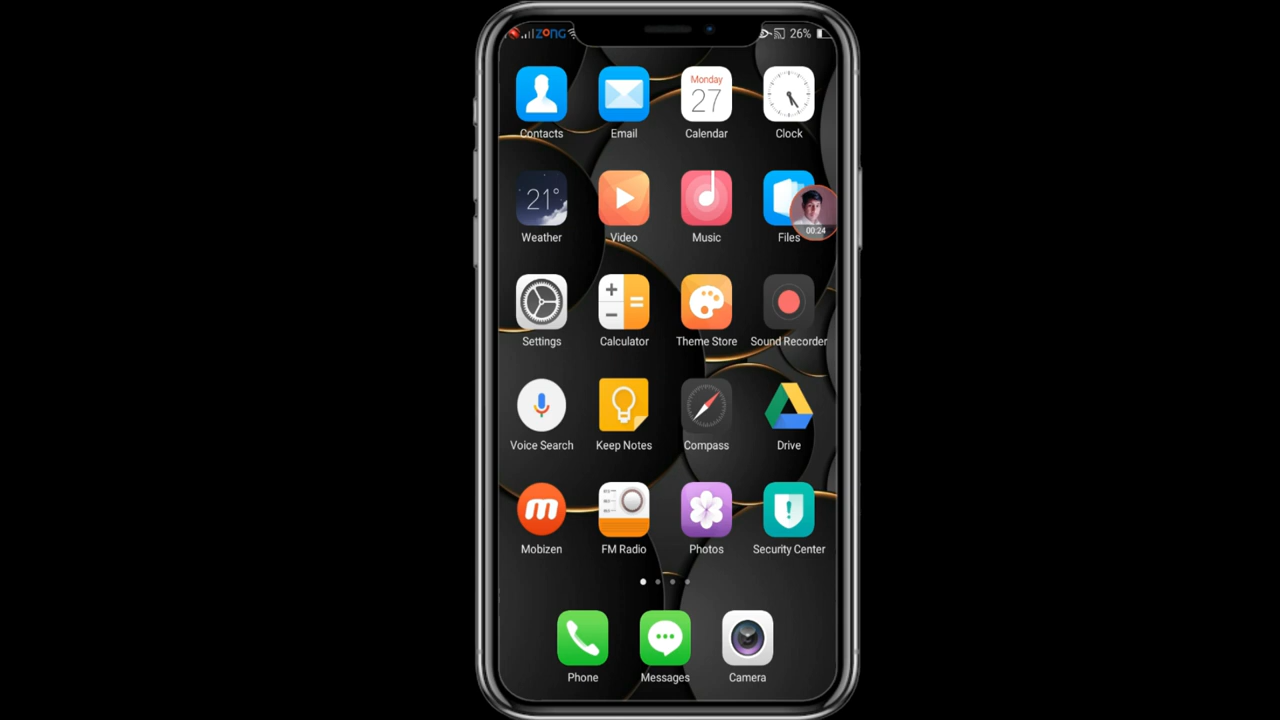 ZONG 26%
Monday
27
Contacts Email Calendar Clock
21°
00:24
Weather Video Music Files
Settings Calculator Theme Store Sound Recorder
Voice Search Keep Notes Compass Drive
m
Mobizen FM Radio Photos Security Center
Phone Messages Camera